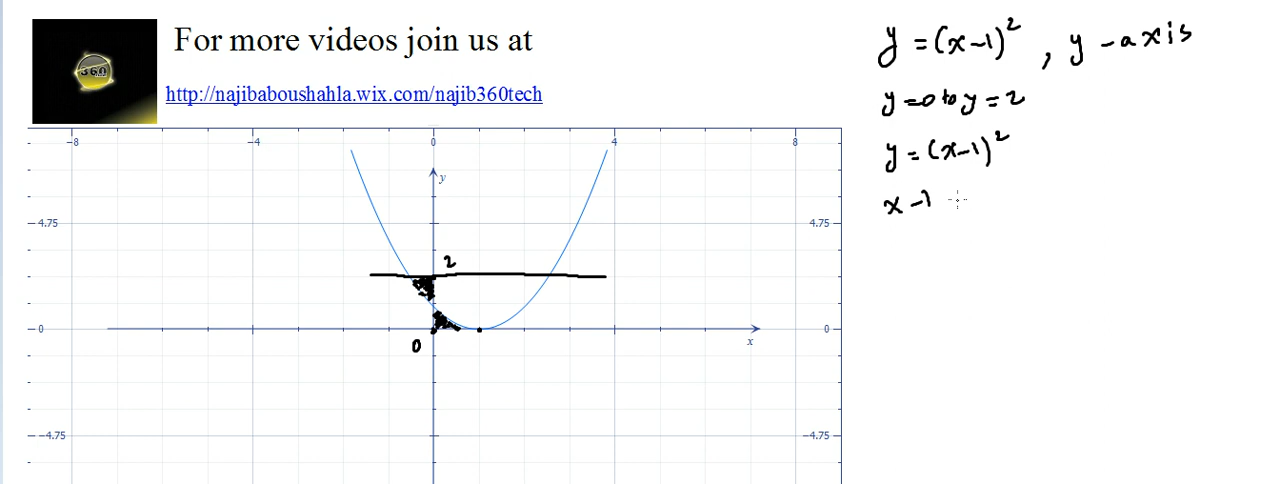 For more videos join us at
http://najibaboushahla.wix.com/najib360tech
360
y = (x-1)², y-axis
y=0 to y=2
y=(x-1)²
x-1
-8 -4 0 4 8
y
4.75 4.75
2
0 0
0
x
-4.75 -4.75